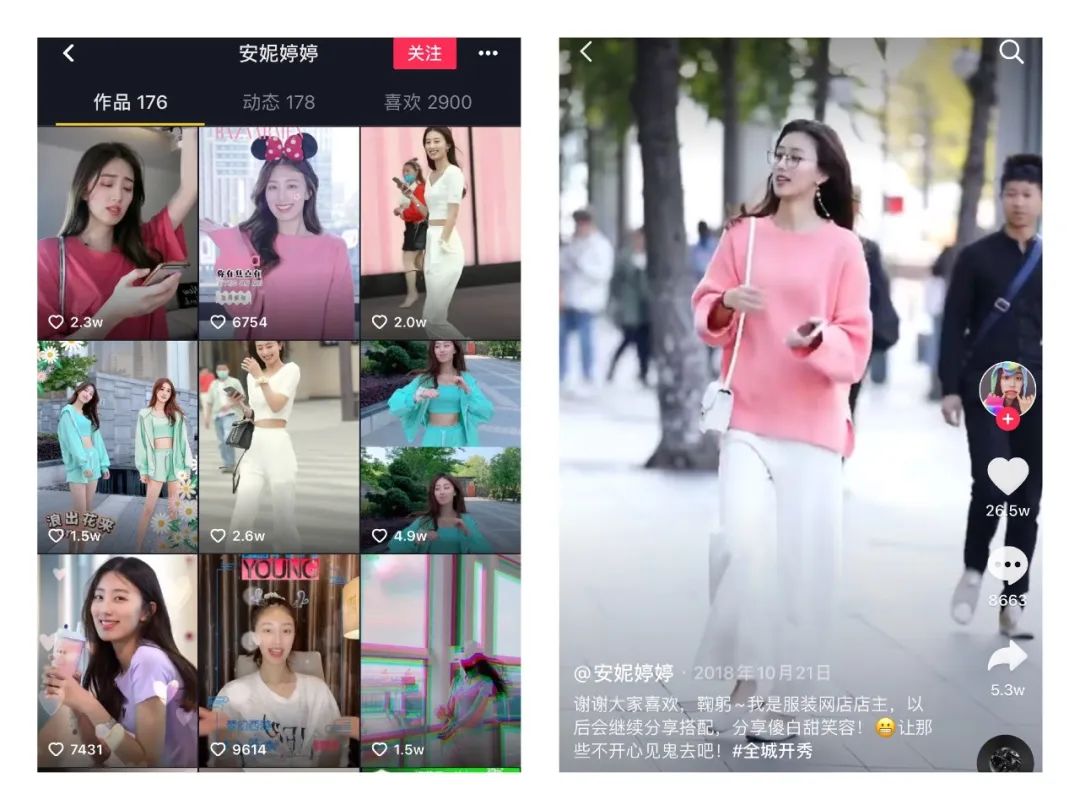 安妮婷婷
关注
作品 176
动态 178
喜欢 2900
2.3w
你有甚点在
6754
2.0w
浪出花来
1.5w
2.6w
4.9w
7431
YOUNG
9614
1.5w
26.5w
8663
5.3w
@安妮婷婷 · 2018年10月21日
谢谢大家喜欢，鞠躬~我是服装网店店主，以
后会继续分享搭配，分享傻白甜笑容！😬让那
些不开心见鬼去吧！#全城开秀